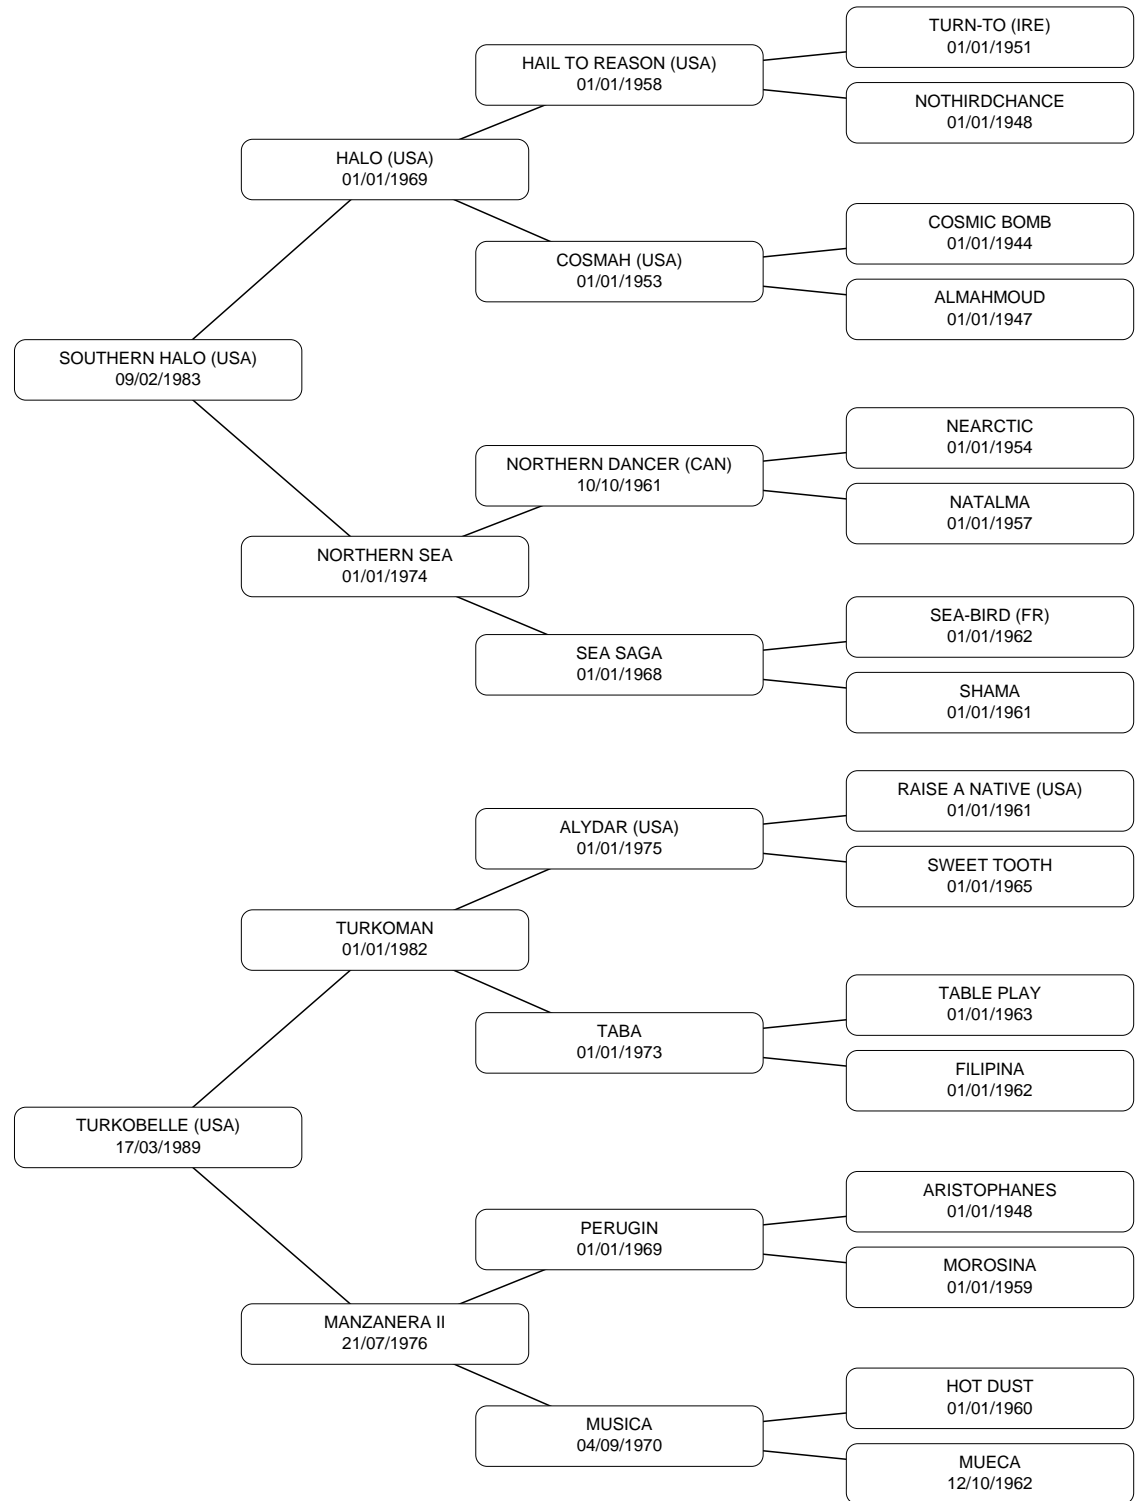 TURN-TO (IRE)
01/01/1951
HAIL TO REASON (USA)
01/01/1958
NOTHIRDCHANCE
01/01/1948
HALO (USA)
01/01/1969
COSMIC BOMB
01/01/1944
COSMAH (USA)
01/01/1953
ALMAHMOUD
01/01/1947
SOUTHERN HALO (USA)
09/02/1983
NEARCTIC
01/01/1954
NORTHERN DANCER (CAN)
10/10/1961
NATALMA
01/01/1957
NORTHERN SEA
01/01/1974
SEA-BIRD (FR)
01/01/1962
SEA SAGA
01/01/1968
SHAMA
01/01/1961
RAISE A NATIVE (USA)
01/01/1961
ALYDAR (USA)
01/01/1975
SWEET TOOTH
01/01/1965
TURKOMAN
01/01/1982
TABLE PLAY
01/01/1963
TABA
01/01/1973
FILIPINA
01/01/1962
TURKOBELLE (USA)
17/03/1989
ARISTOPHANES
01/01/1948
PERUGIN
01/01/1969
MOROSINA
01/01/1959
MANZANERA II
21/07/1976
HOT DUST
01/01/1960
MUSICA
04/09/1970
MUECA
12/10/1962